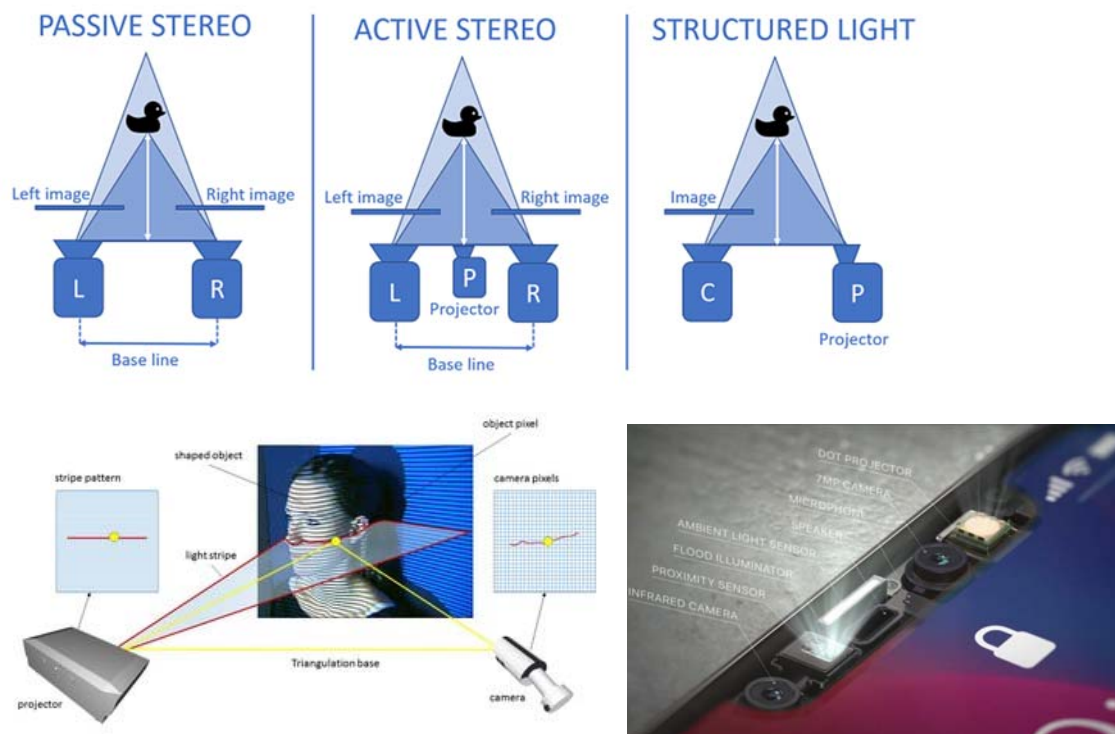 PASSIVE STEREO
Left image
Right image
L
R
Base line
ACTIVE STEREO
Left image
Right image
L
P
R
Projector
Base line
STRUCTURED LIGHT
Image
C
P
Projector
object pixel
shaped object
stripe pattern
camera pixels
light stripe
Triangulation base
projector
camera
DOT PROJECTOR
7MP CAMERA
MICROPHONE
SPEAKER
AMBIENT LIGHT SENSOR
FLOOD ILLUMINATOR
PROXIMITY SENSOR
INFRARED CAMERA